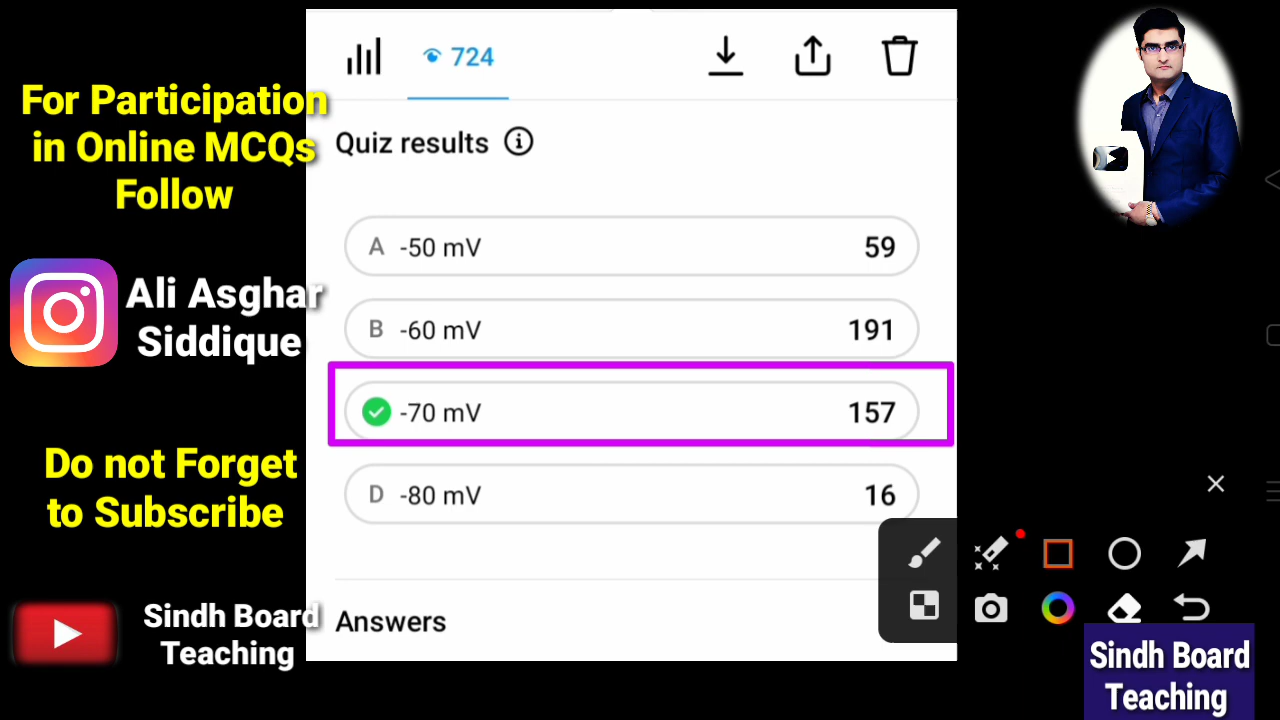 For Participation
in Online MCQs
Follow
Ali Asghar
Siddique
Do not Forget
to Subscribe
Sindh Board
Teaching
724
Quiz results
A -50 mV 59
B -60 mV 191
-70 mV 157
D -80 mV 16
Answers
Sindh Board
Teaching